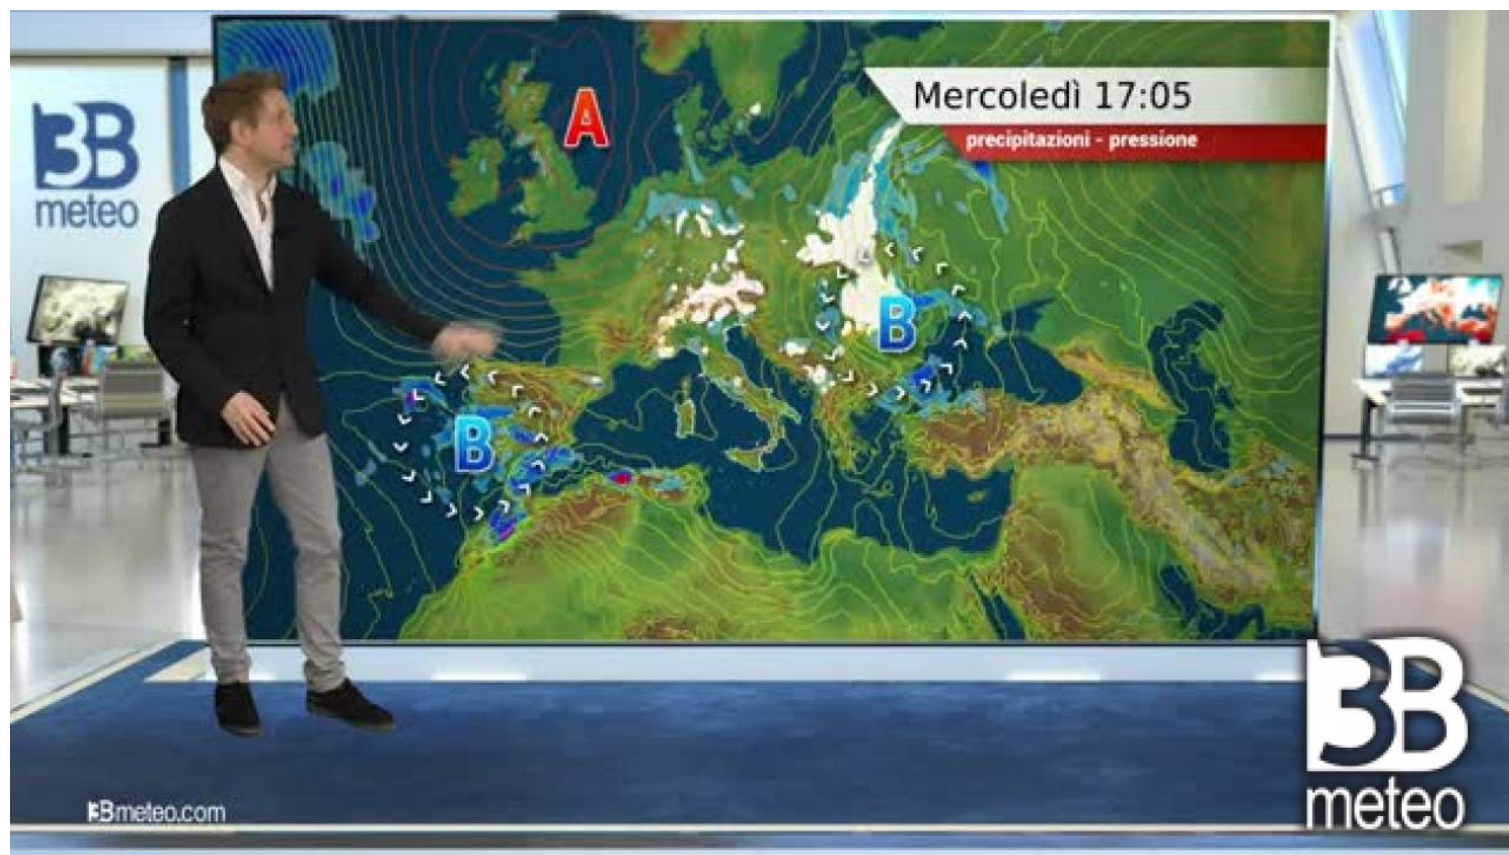 3B
meteo
A
Mercoledì 17:05
precipitazioni - pressione
B
B
3Bmeteo.com
3B
meteo